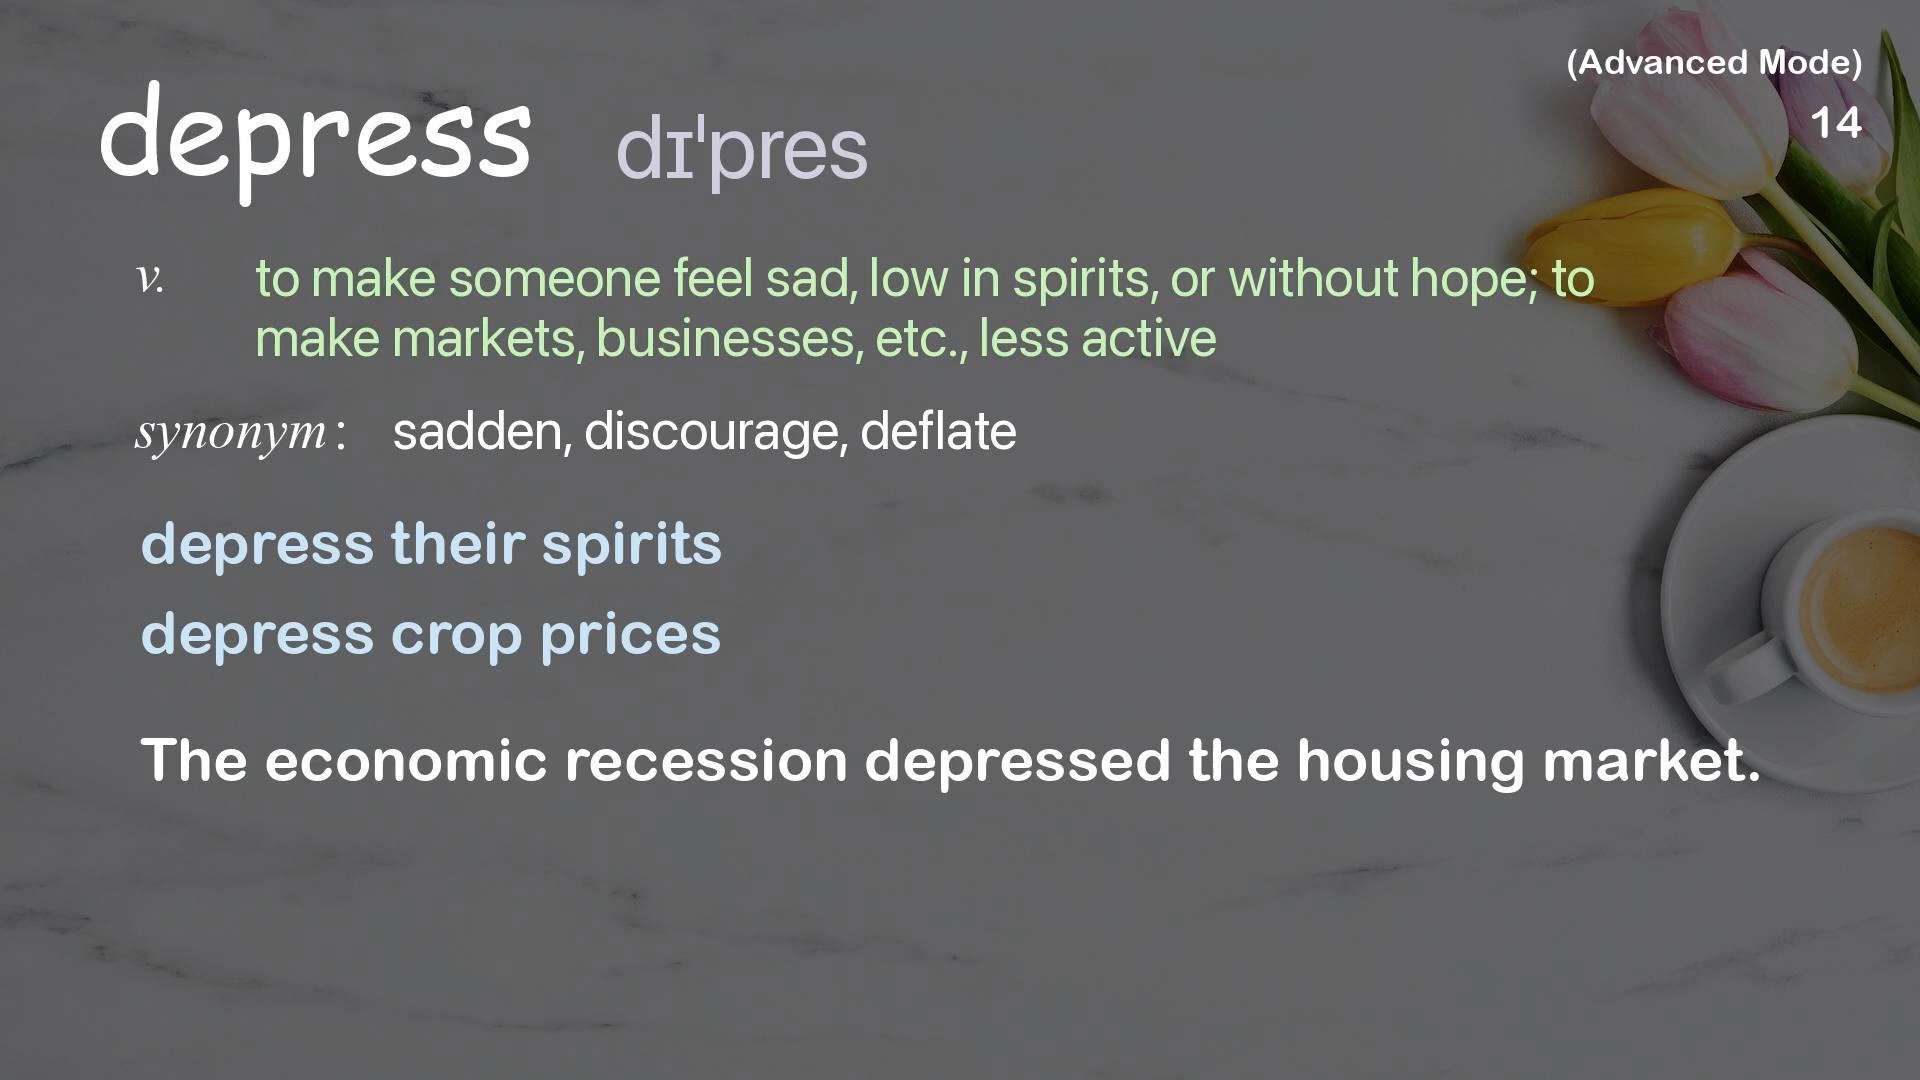 (Advanced Mode)
14
depress dɪ'pres
v. to make someone feel sad, low in spirits, or without hope; to
make markets, businesses, etc., less active
synonym: sadden, discourage, deflate
depress their spirits
depress crop prices
The economic recession depressed the housing market.